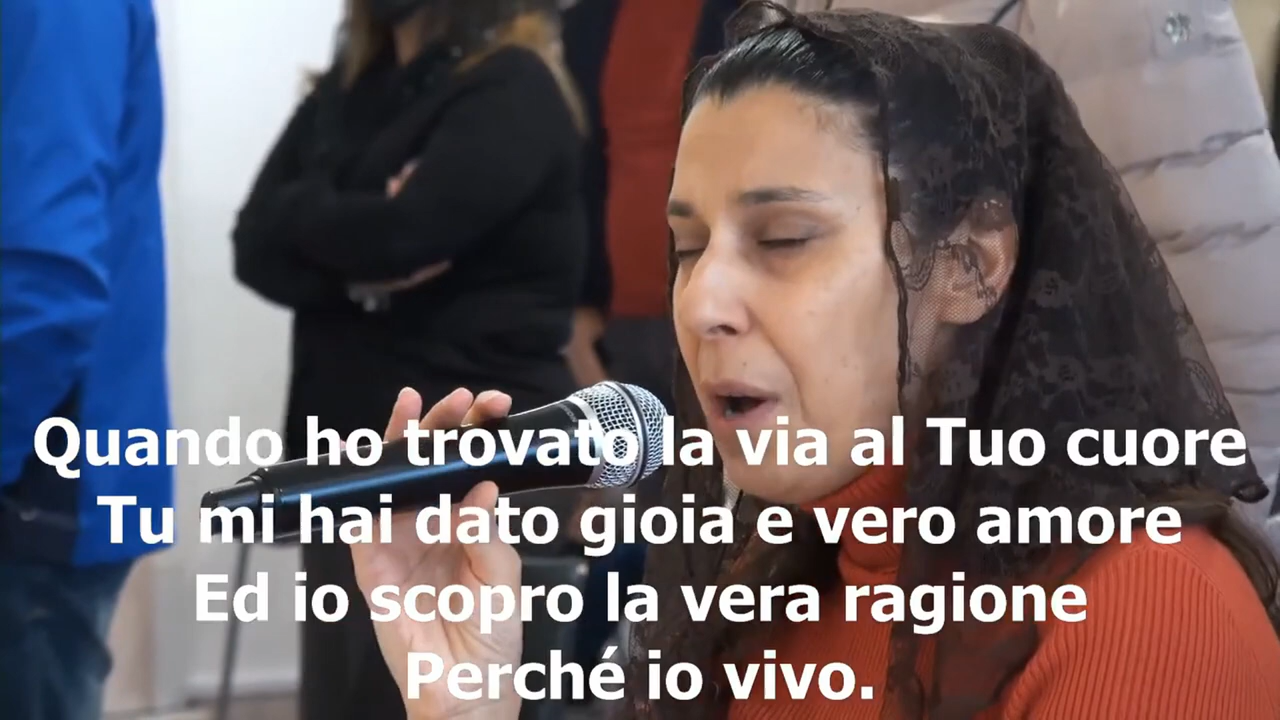 Quando ho trovato la via al Tuo cuore
Tu mi hai dato gioia e vero amore
Ed io scopro la vera ragione
Perché io vivo.